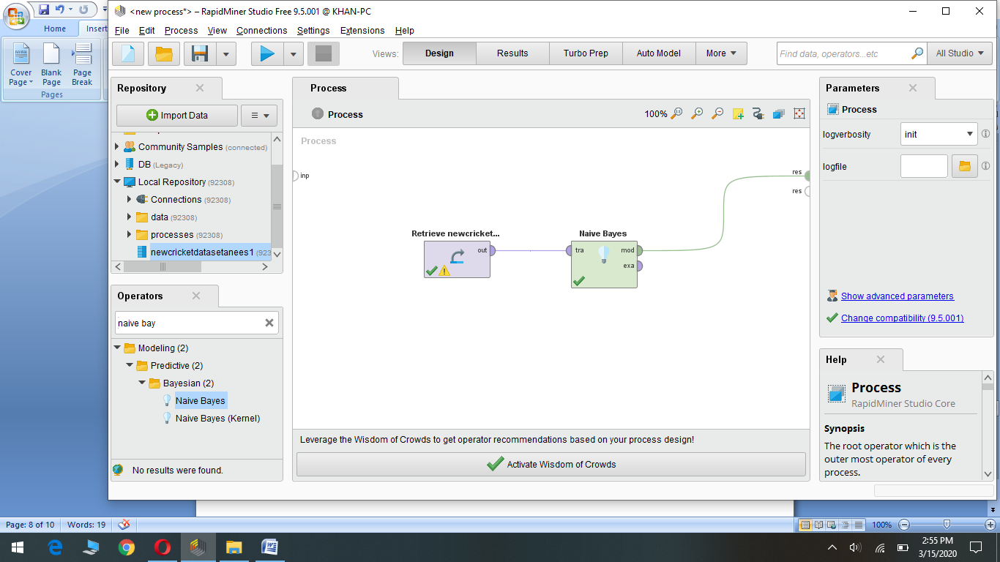 <new process*> – RapidMiner Studio Free 9.5.001 @ KHAN-PC
Home Insert
File Edit Process View Connections Settings Extensions Help
Views: Design Results Turbo Prep Auto Model More
Find data, operators...etc All Studio
Cover Page
Blank Page
Page Break
Pages
Repository
Import Data
Community Samples (connected)
DB (Legacy)
Local Repository (92308)
Connections (92308)
data (92308)
processes (92308)
newcricketdatasetanees1 (923
Operators
naive bay
Modeling (2)
Predictive (2)
Bayesian (2)
Naive Bayes
Naive Bayes (Kernel)
No results were found.
Process
Process
100%
Process
inp
res
res
Retrieve newcricket...
out
Naive Bayes
tra mod
exa
Leverage the Wisdom of Crowds to get operator recommendations based on your process design!
Activate Wisdom of Crowds
Parameters
Process
logverbosity init
logfile
Show advanced parameters
Change compatibility (9.5.001)
Help
Process
RapidMiner Studio Core
Synopsis
The root operator which is the
outer most operator of every
process.
Page: 8 of 10 Words: 19 100%
2:55 PM
3/15/2020